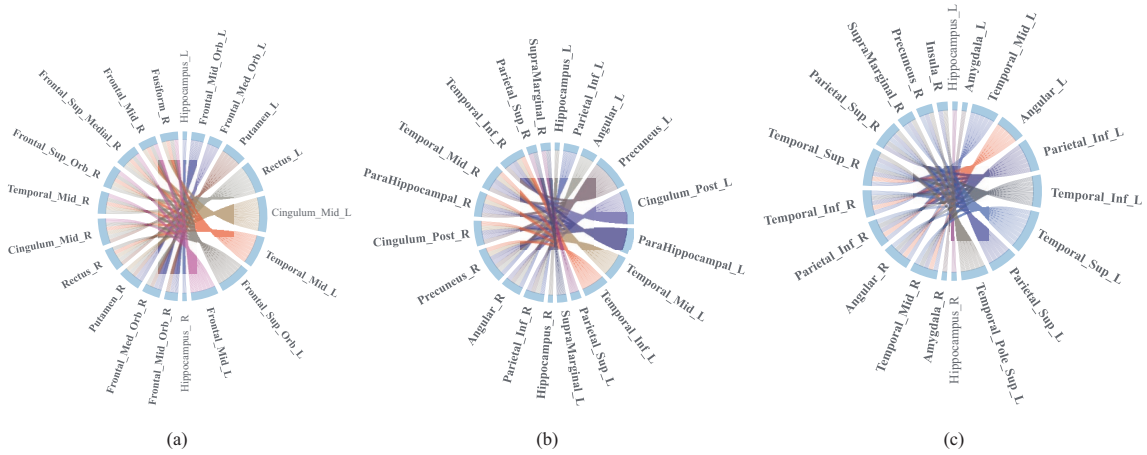 Hippocampus_L
Frontal_Mid_Orb_L
Frontal_Med_Orb_L
Putamen_L
Rectus_L
Cingulum_Mid_L
Temporal_Mid_L
Frontal_Sup_Orb_L
Frontal_Mid_L
Hippocampus_R
Frontal_Mid_Orb_R
Frontal_Med_Orb_R
Putamen_R
Rectus_R
Cingulum_Mid_R
Temporal_Mid_R
Frontal_Sup_Orb_R
Frontal_Sup_Medial_R
Frontal_Mid_R
Fusiform_R
(a)
Hippocampus_L
Parietal_Inf_L
Angular_L
Precuneus_L
Cingulum_Post_L
ParaHippocampal_L
Temporal_Mid_L
Temporal_Inf_L
Parietal_Sup_L
SupraMarginal_L
Hippocampus_R
Parietal_Inf_R
Angular_R
Precuneus_R
Cingulum_Post_R
ParaHippocampal_R
Temporal_Mid_R
Temporal_Inf_R
Parietal_Sup_R
SupraMarginal_R
(b)
Hippocampus_L
Amygdala_L
Temporal_Mid_L
Angular_L
Parietal_Inf_L
Temporal_Inf_L
Temporal_Sup_L
Parietal_Sup_L
Temporal_Pole_Sup_L
Hippocampus_R
Amygdala_R
Temporal_Mid_R
Angular_R
Parietal_Inf_R
Temporal_Inf_R
Temporal_Sup_R
Parietal_Sup_R
SupraMarginal_R
Precuneus_R
Insula_R
(c)